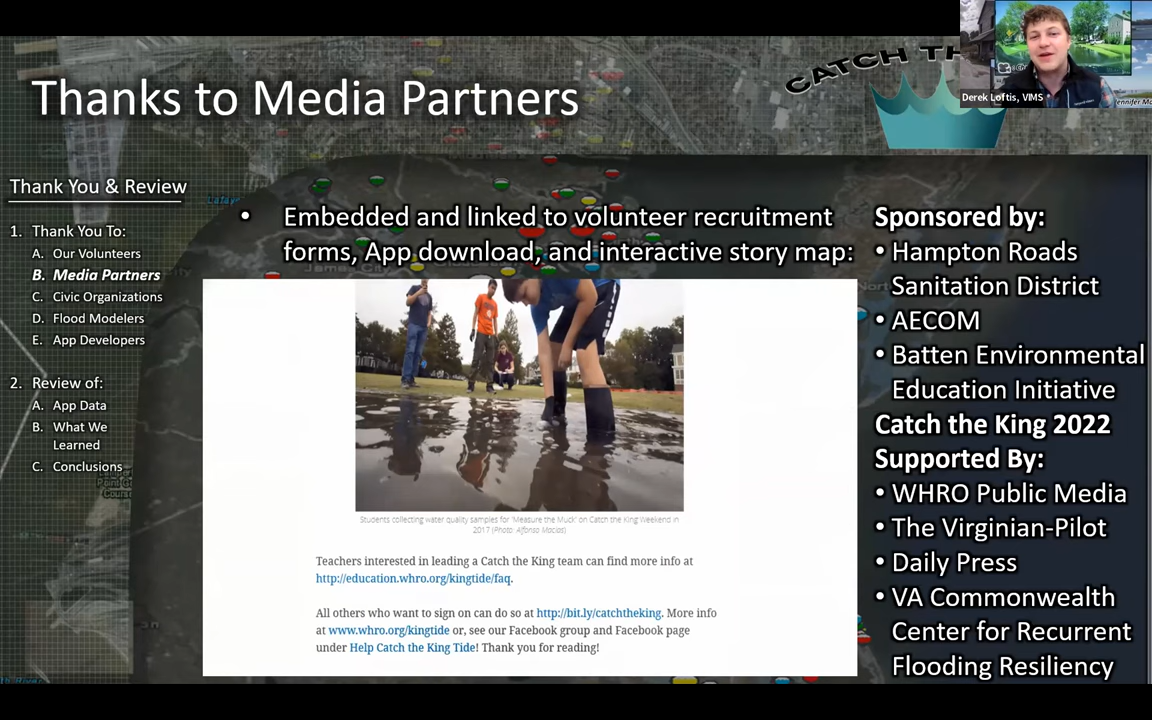 CATCH TH
Derek Loftis, VIMS
Thanks to Media Partners
Thank You & Review
1. Thank You To:
A. Our Volunteers
B. Media Partners
C. Civic Organizations
D. Flood Modelers
E. App Developers
2. Review of:
A. App Data
B. What We
Learned
C. Conclusions
• Embedded and linked to volunteer recruitment
forms, App download, and interactive story map:
Students collecting water quality samples for 'Measure the Muck' on Catch the King Weekend in
2017 (Photo: Alfonso Macias)
Teachers interested in leading a Catch the King team can find more info at
http://education.whro.org/kingtide/faq.
All others who want to sign on can do so at http://bit.ly/catchtheking. More info
at www.whro.org/kingtide or, see our Facebook group and Facebook page
under Help Catch the King Tide! Thank you for reading!
Sponsored by:
• Hampton Roads
Sanitation District
• AECOM
• Batten Environmental
Education Initiative
Catch the King 2022
Supported By:
• WHRO Public Media
• The Virginian-Pilot
• Daily Press
• VA Commonwealth
Center for Recurrent
Flooding Resiliency